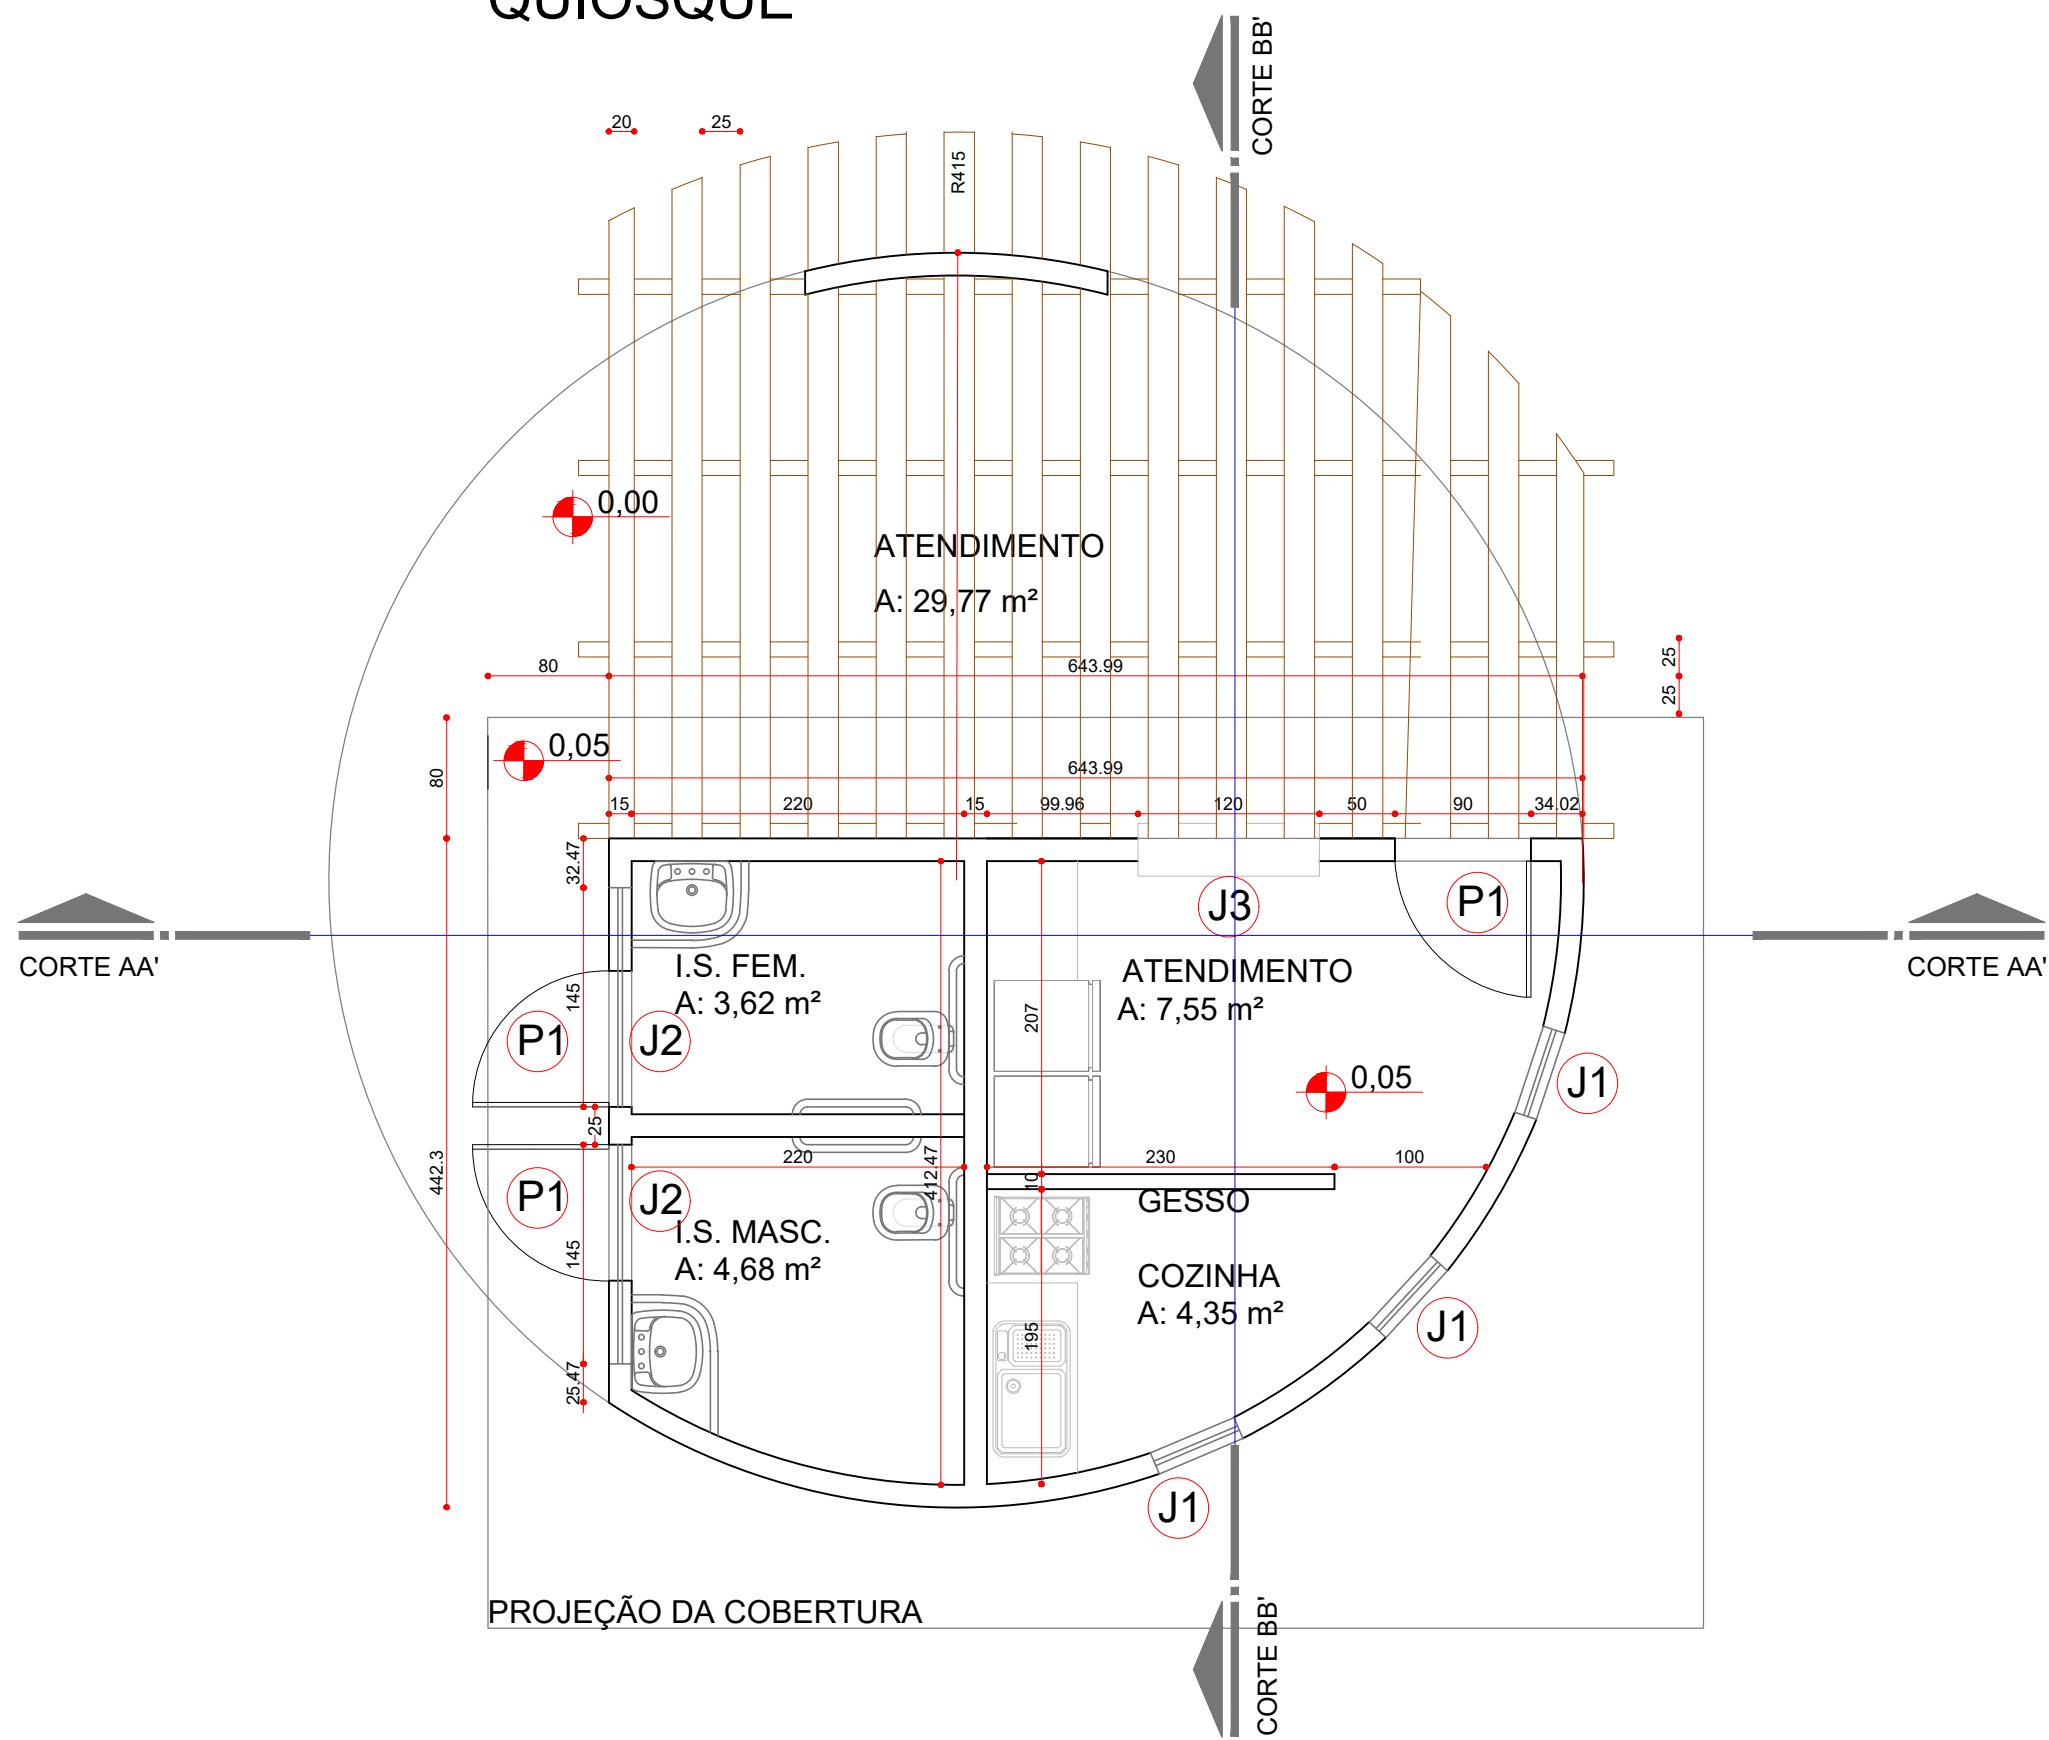 QUIOSQUE
CORTE BB'
20
25
R415
0,00
ATENDIMENTO
A: 29,77 m²
80
643.99
25
25
0,05
80
643.99
15
220
15
99.96
120
50
90
34.02
32.47
J3
P1
CORTE AA'
CORTE AA'
I.S. FEM.
A: 3,62 m²
ATENDIMENTO
A: 7,55 m²
145
P1
J2
207
0,05
J1
25
442.3
220
412.47
230
100
10
P1
J2
GESSO
I.S. MASC.
A: 4,68 m²
145
COZINHA
A: 4,35 m²
195
J1
25.47
J1
PROJEÇÃO DA COBERTURA
CORTE BB'